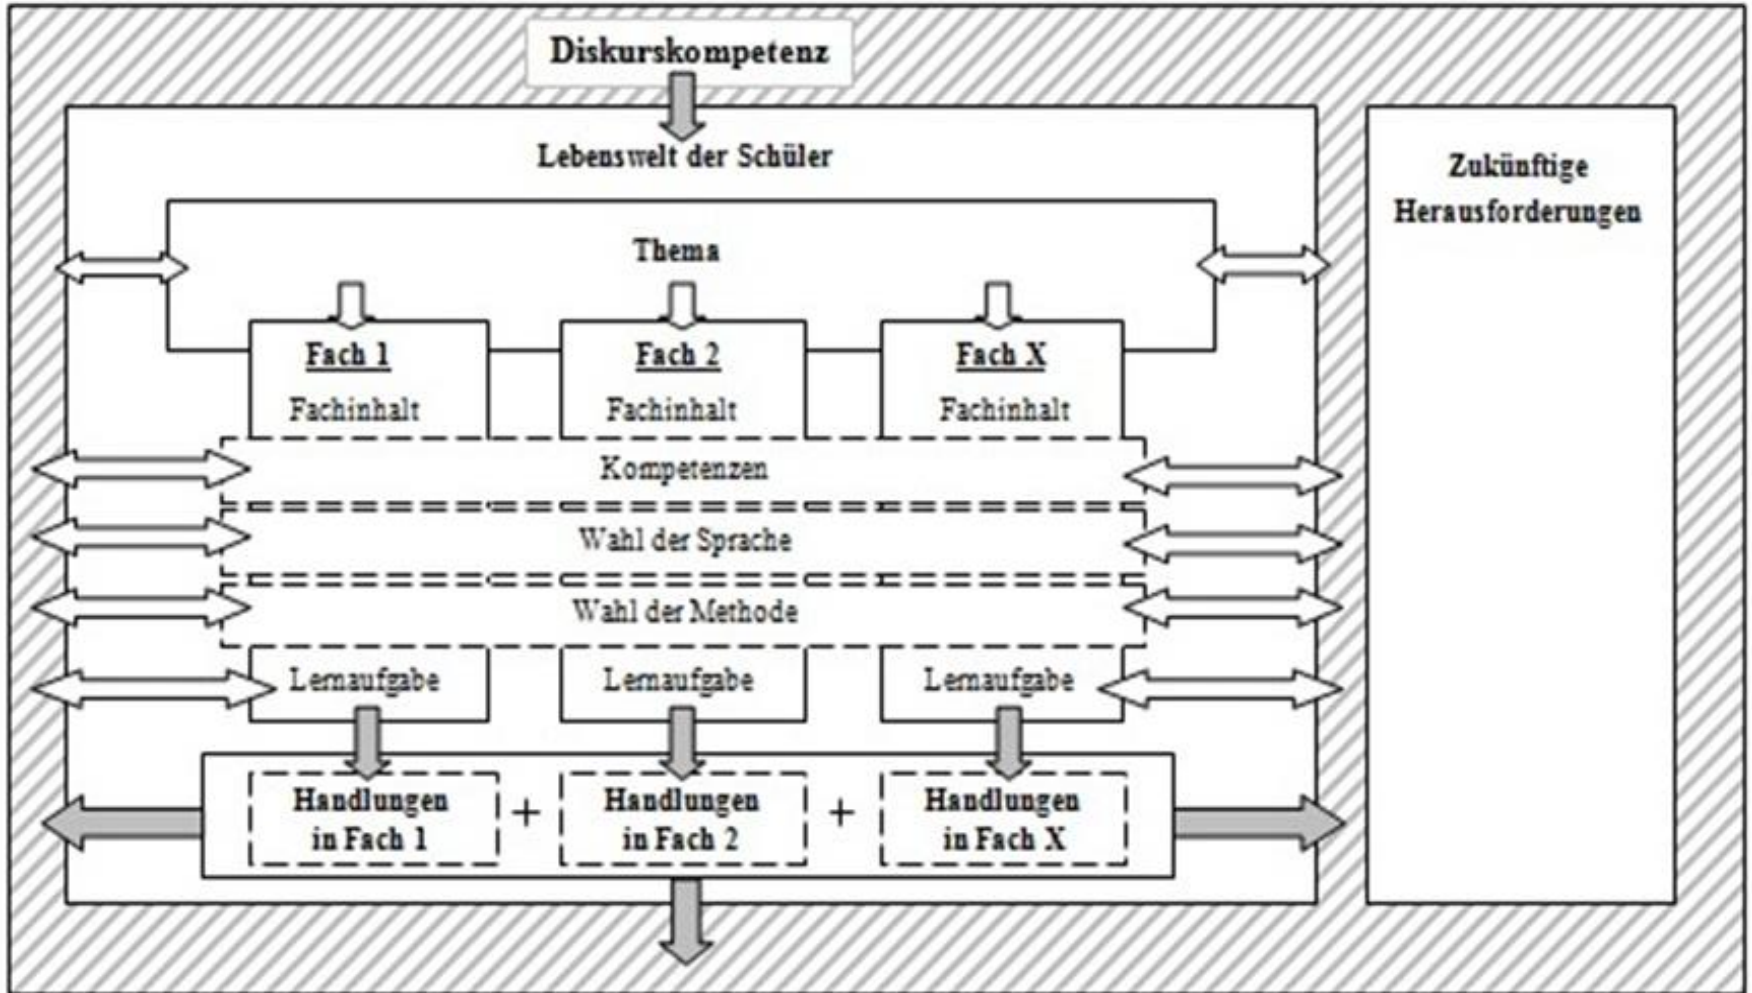 Diskurskompetenz
Lebenswelt der Schüler
Zukünftige
Herausforderungen
Thema
Fach 1
Fachinhalt
Fach 2
Fachinhalt
Fach X
Fachinhalt
Kompetenzen
Wahl der Sprache
Wahl der Methode
Lernaufgabe
Lernaufgabe
Lernaufgabe
Handlungen
in Fach 1
+
Handlungen
in Fach 2
+
Handlungen
in Fach X